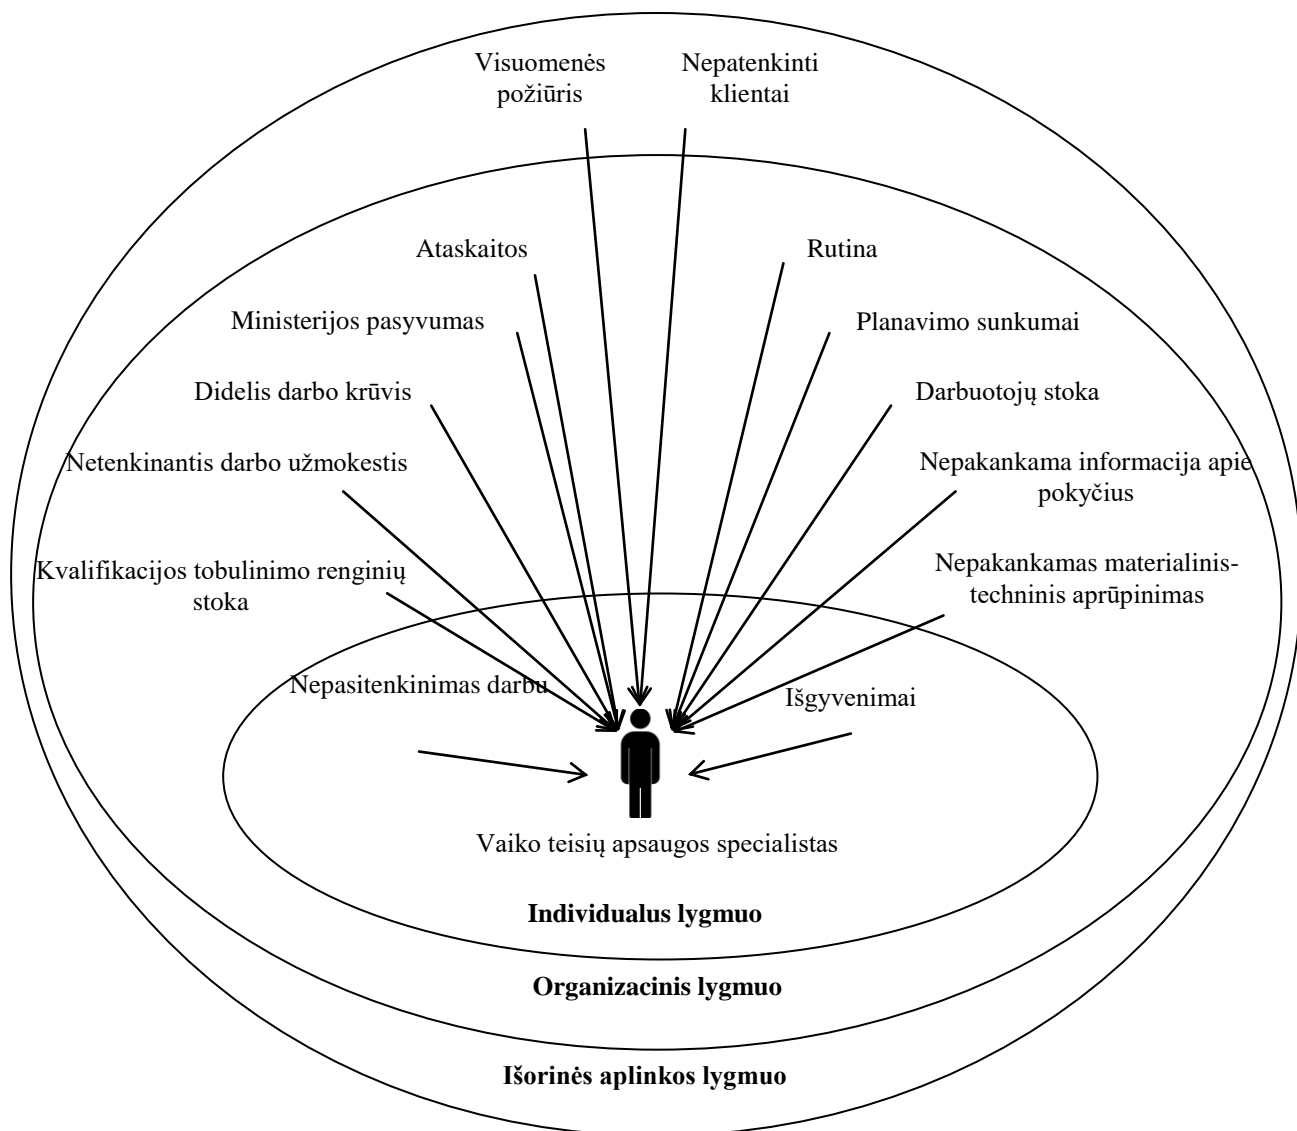 Visuomenės
požiūris
Nepatenkinti
klientai
Ataskaitos
Rutina
Ministerijos pasyvumas
Planavimo sunkumai
Didelis darbo krūvis
Darbuotojų stoka
Netenkinantis darbo užmokestis
Nepakankama informacija apie
pokyčius
Kvalifikacijos tobulinimo renginių
stoka
Nepakankamas materialinis-
techninis aprūpinimas
Nepasitenkinimas darbu
Išgyvenimai
Vaiko teisių apsaugos specialistas
Individualus lygmuo
Organizacinis lygmuo
Išorinės aplinkos lygmuo